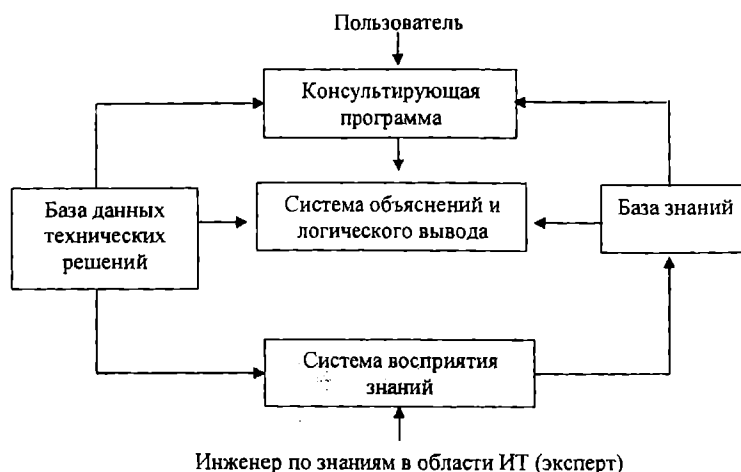 Пользователь
Консультирующая
программа
База данных
технических
решений
Система объяснений и
логического вывода
База знаний
Система восприятия
знаний
Инженер по знаниям в области ИТ (эксперт)